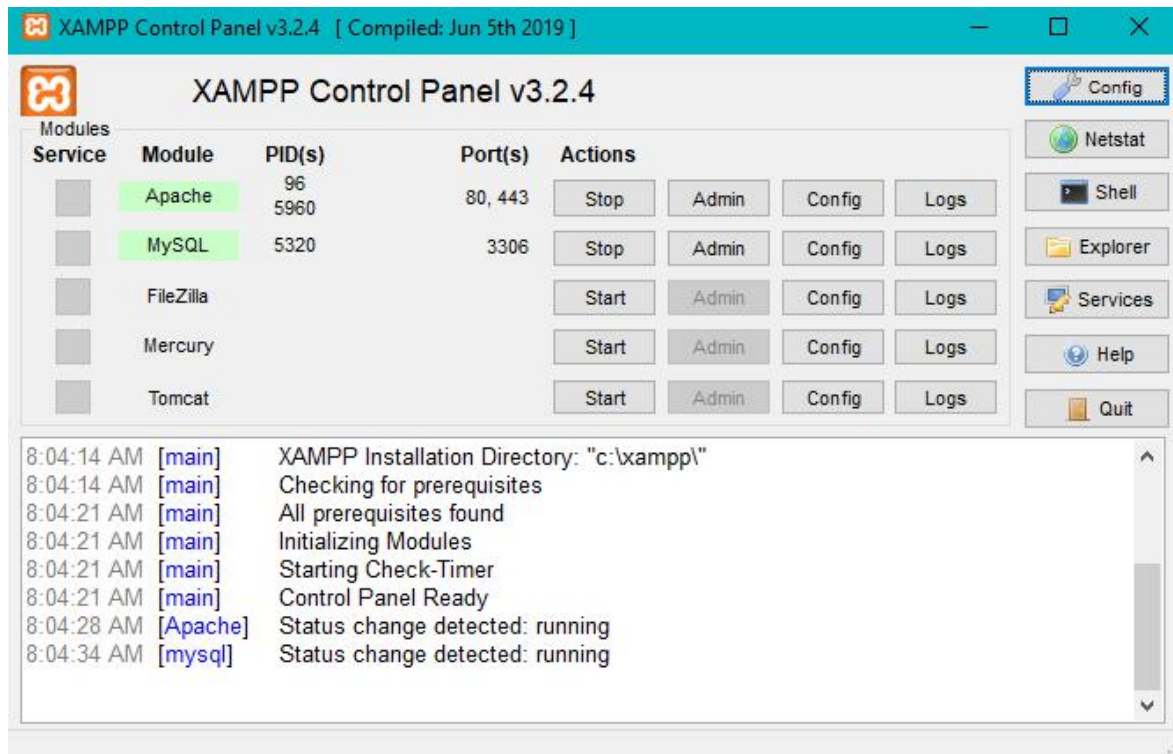 XAMPP Control Panel v3.2.4 [ Compiled: Jun 5th 2019 ]
XAMPP Control Panel v3.2.4
Config
Modules
Service Module PID(s) Port(s) Actions
Netstat
Apache 96 5960 80, 443 Stop Admin Config Logs
Shell
MySQL 5320 3306 Stop Admin Config Logs
Explorer
FileZilla Start Admin Config Logs
Services
Mercury Start Admin Config Logs
Help
Tomcat Start Admin Config Logs
Quit
8:04:14 AM [main] XAMPP Installation Directory: "c:\xampp\"
8:04:14 AM [main] Checking for prerequisites
8:04:21 AM [main] All prerequisites found
8:04:21 AM [main] Initializing Modules
8:04:21 AM [main] Starting Check-Timer
8:04:21 AM [main] Control Panel Ready
8:04:28 AM [Apache] Status change detected: running
8:04:34 AM [mysql] Status change detected: running